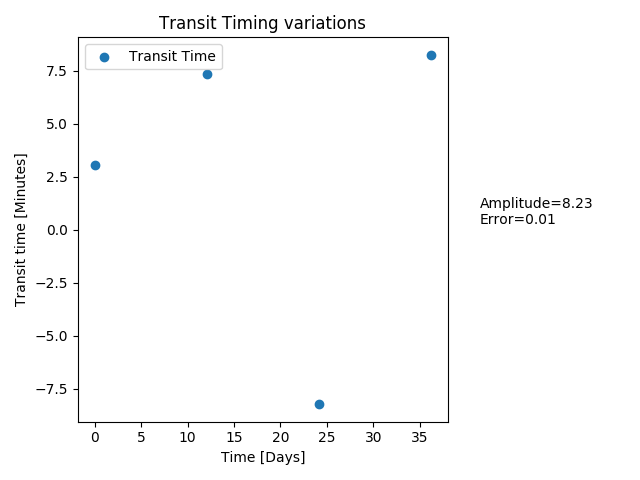 Transit Timing variations
Transit Time
7.5
5.0
2.5
0.0
−2.5
−5.0
−7.5
Transit time [Minutes]
0 5 10 15 20 25 30 35
Time [Days]
Amplitude=8.23
Error=0.01